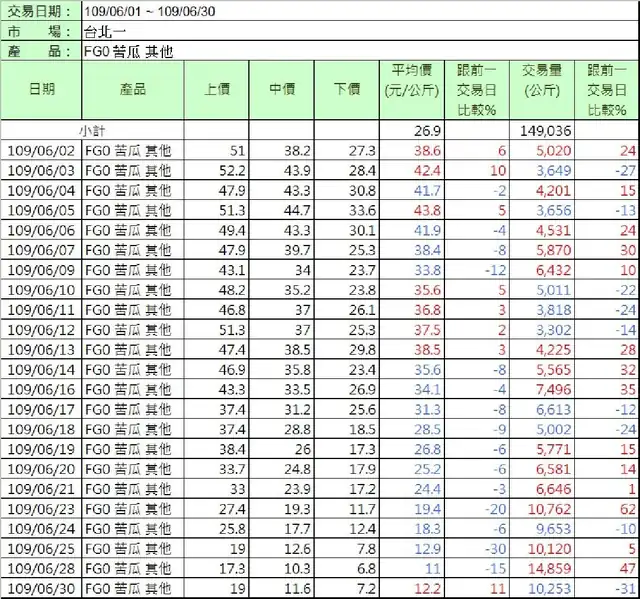 交易日期： 109/06/01 ~ 109/06/30
市　　場： 台北一
產　　品： FG0 苦瓜 其他
日期 產品 上價 中價 下價 平均價 (元/公斤) 跟前一交易日比較% 交易量 (公斤) 跟前一交易日比較%
小計 26.9 149,036
109/06/02 FG0 苦瓜 其他 51 38.2 27.3 38.6 6 5,020 24
109/06/03 FG0 苦瓜 其他 52.2 43.9 28.4 42.4 10 3,649 -27
109/06/04 FG0 苦瓜 其他 47.9 43.3 30.8 41.7 -2 4,201 15
109/06/05 FG0 苦瓜 其他 51.3 44.7 33.6 43.8 5 3,656 -13
109/06/06 FG0 苦瓜 其他 49.4 43.3 30.1 41.9 -4 4,531 24
109/06/07 FG0 苦瓜 其他 47.9 39.7 25.3 38.4 -8 5,870 30
109/06/09 FG0 苦瓜 其他 43.1 34 23.7 33.8 -12 6,432 10
109/06/10 FG0 苦瓜 其他 48.2 35.2 23.8 35.6 5 5,011 -22
109/06/11 FG0 苦瓜 其他 46.8 37 26.1 36.8 3 3,818 -24
109/06/12 FG0 苦瓜 其他 51.3 37 25.3 37.5 2 3,302 -14
109/06/13 FG0 苦瓜 其他 47.4 38.5 29.8 38.5 3 4,225 28
109/06/14 FG0 苦瓜 其他 46.9 35.8 23.4 35.6 -8 5,565 32
109/06/16 FG0 苦瓜 其他 43.3 33.5 26.9 34.1 -4 7,496 35
109/06/17 FG0 苦瓜 其他 37.4 31.2 25.6 31.3 -8 6,613 -12
109/06/18 FG0 苦瓜 其他 37.4 28.8 18.5 28.5 -9 5,002 -24
109/06/19 FG0 苦瓜 其他 38.4 26 17.3 26.8 -6 5,771 15
109/06/20 FG0 苦瓜 其他 33.7 24.8 17.9 25.2 -6 6,581 14
109/06/21 FG0 苦瓜 其他 33 23.9 17.2 24.4 -3 6,646 1
109/06/23 FG0 苦瓜 其他 27.4 19.3 11.7 19.4 -20 10,762 62
109/06/24 FG0 苦瓜 其他 25.8 17.7 12.4 18.3 -6 9,653 -10
109/06/25 FG0 苦瓜 其他 19 12.6 7.8 12.9 -30 10,120 5
109/06/28 FG0 苦瓜 其他 17.3 10.3 6.8 11 -15 14,859 47
109/06/30 FG0 苦瓜 其他 19 11.6 7.2 12.2 11 10,253 -31